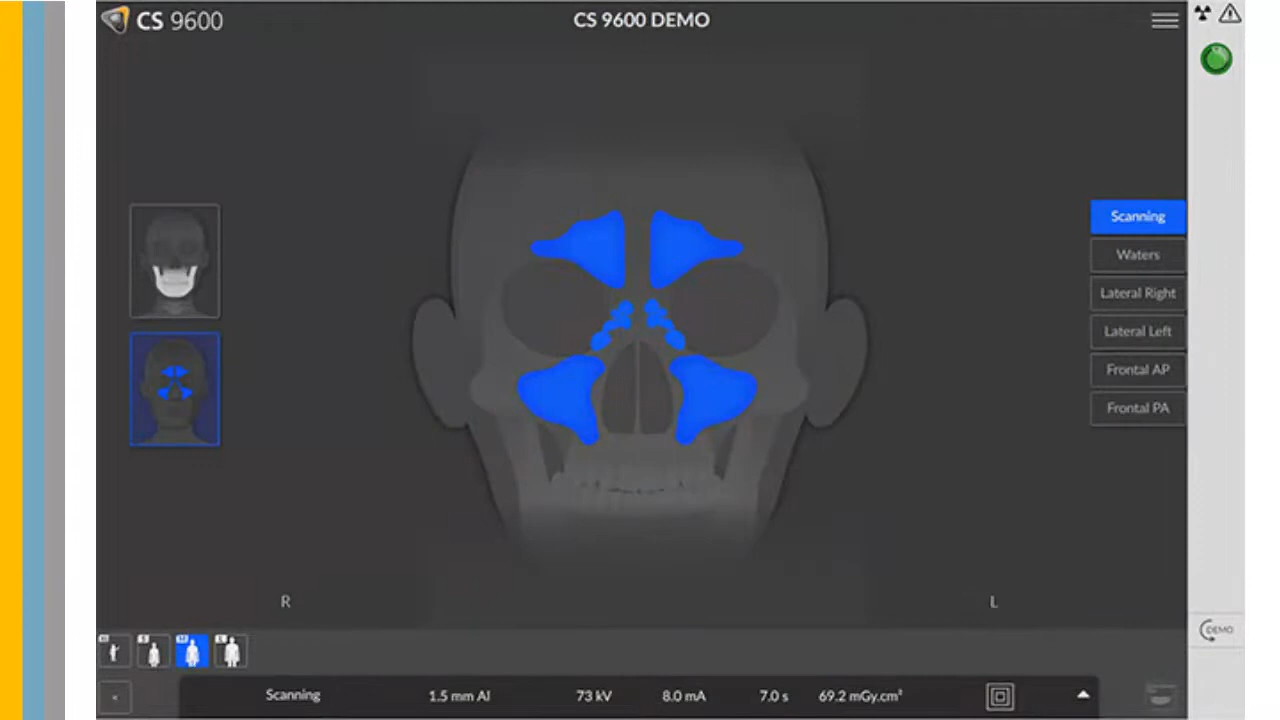 CS 9600
CS 9600 DEMO
Scanning
Waters
Lateral Right
Lateral Left
Frontal AP
Frontal PA
R
L
DEMO
S
M
L
Scanning 1.5 mm Al 73 kV 8.0 mA 7.0 s 69.2 mGy.cm²